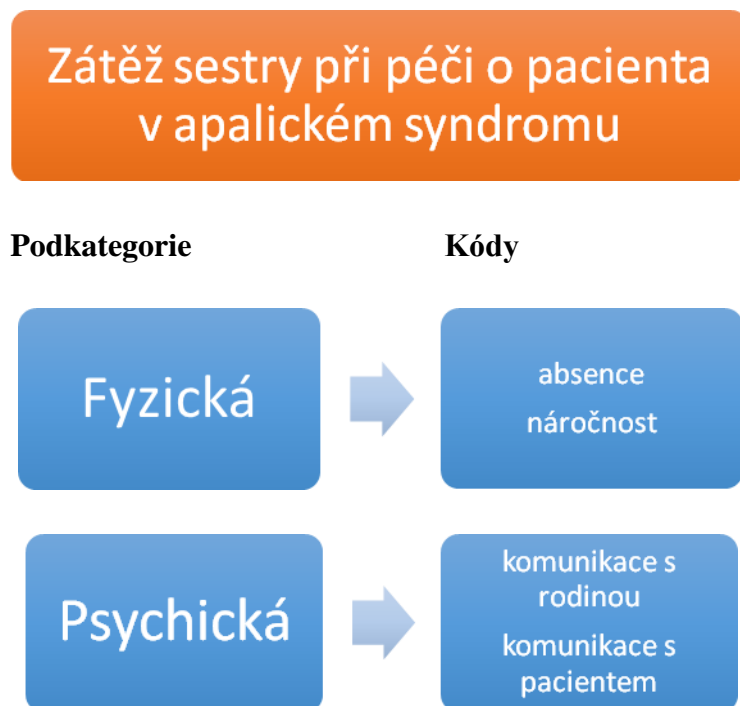 Zátěž sestry při péči o pacienta
v apalickém syndromu
Podkategorie
Kódy
Fyzická
absence
náročnost
Psychická
komunikace s
rodinou
komunikace s
pacientem